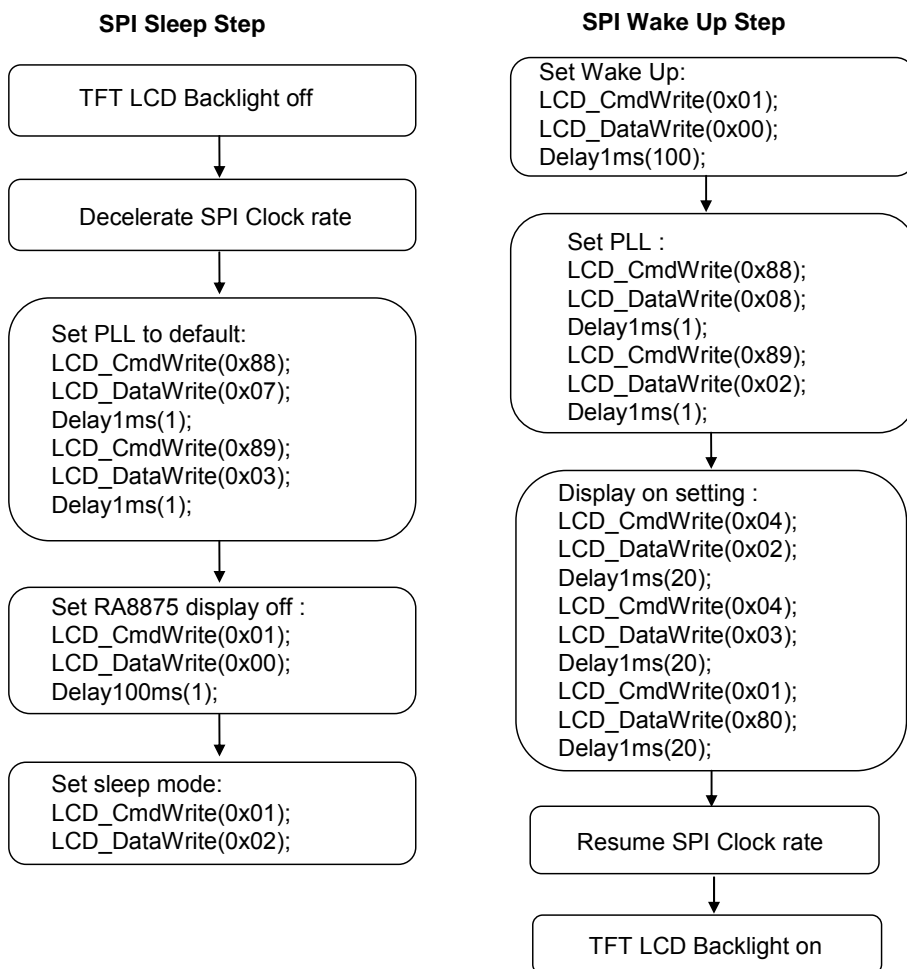 SPI Sleep Step
TFT LCD Backlight off
Decelerate SPI Clock rate
Set PLL to default:
LCD_CmdWrite(0x88);
LCD_DataWrite(0x07);
Delay1ms(1);
LCD_CmdWrite(0x89);
LCD_DataWrite(0x03);
Delay1ms(1);
Set RA8875 display off :
LCD_CmdWrite(0x01);
LCD_DataWrite(0x00);
Delay100ms(1);
Set sleep mode:
LCD_CmdWrite(0x01);
LCD_DataWrite(0x02);
SPI Wake Up Step
Set Wake Up:
LCD_CmdWrite(0x01);
LCD_DataWrite(0x00);
Delay1ms(100);
Set PLL :
LCD_CmdWrite(0x88);
LCD_DataWrite(0x08);
Delay1ms(1);
LCD_CmdWrite(0x89);
LCD_DataWrite(0x02);
Delay1ms(1);
Display on setting :
LCD_CmdWrite(0x04);
LCD_DataWrite(0x02);
Delay1ms(20);
LCD_CmdWrite(0x04);
LCD_DataWrite(0x03);
Delay1ms(20);
LCD_CmdWrite(0x01);
LCD_DataWrite(0x80);
Delay1ms(20);
Resume SPI Clock rate
TFT LCD Backlight on